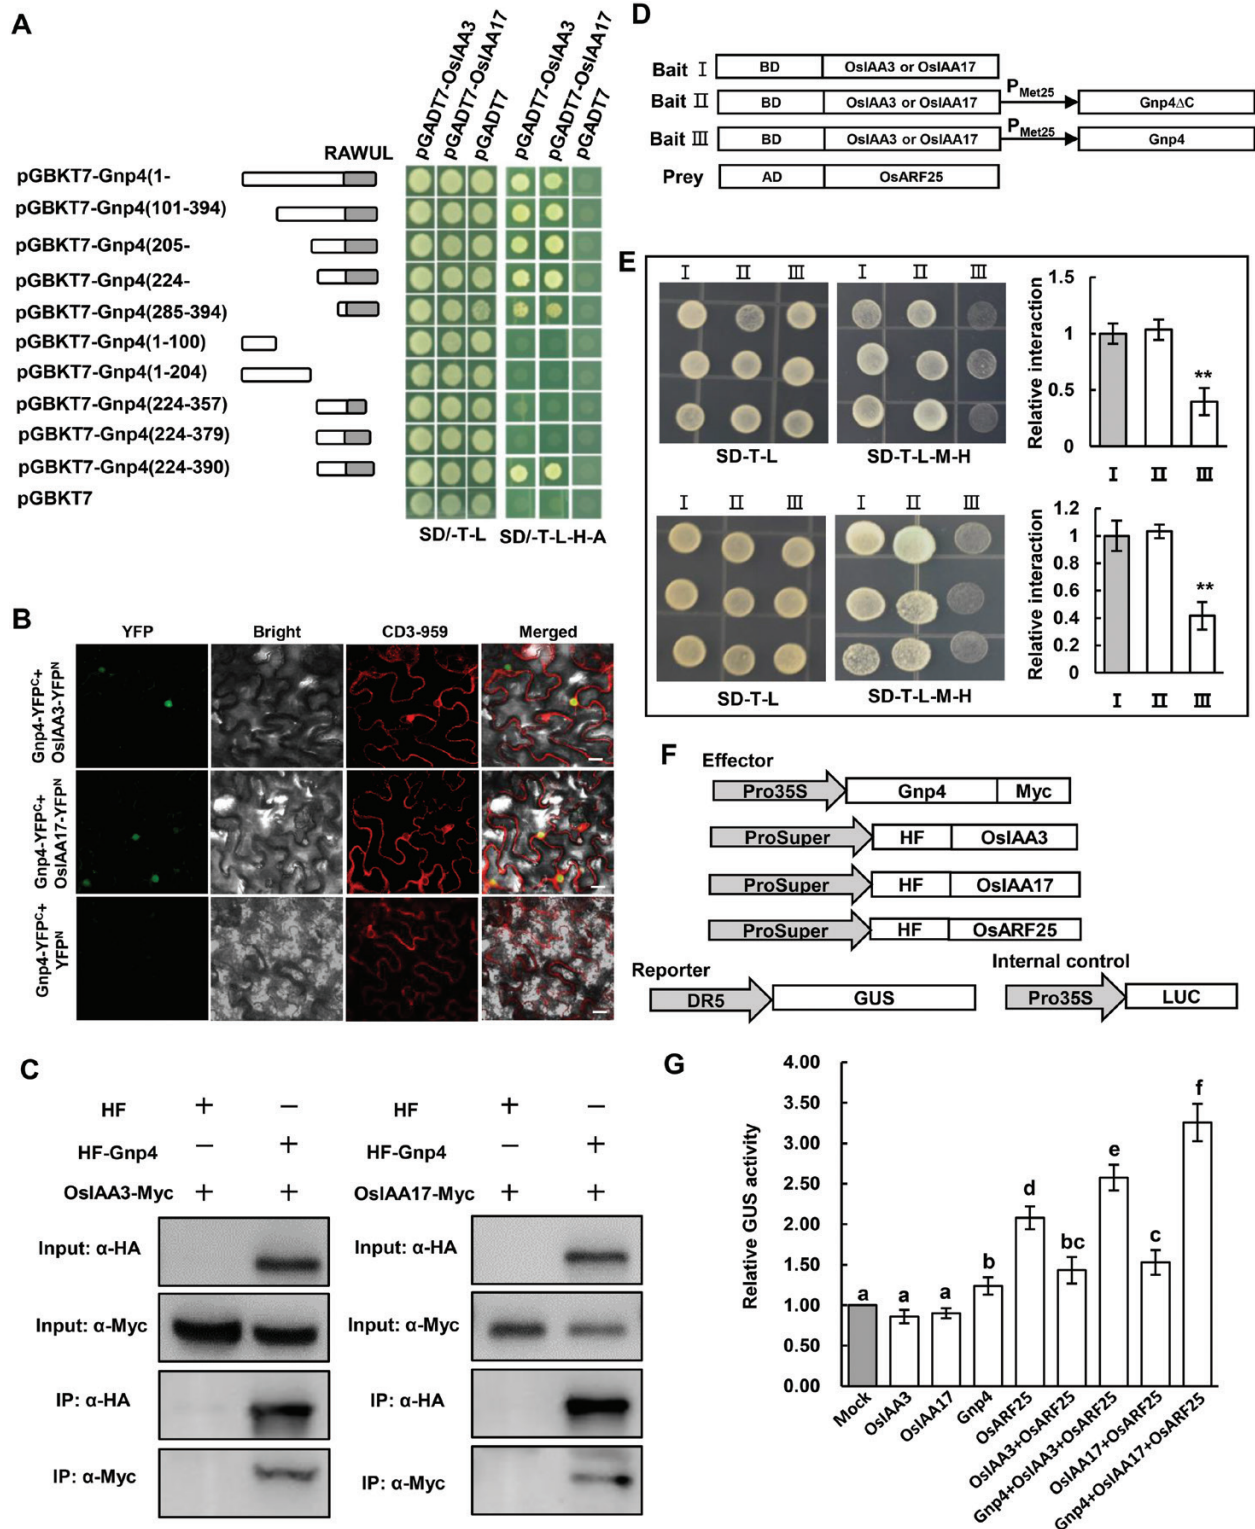 A
pGADT7-OsIAA3
pGADT7-OsIAA17
pGADT7
pGADT7-OsIAA3
pGADT7-OsIAA17
pGADT7
RAWUL
pGBKT7-Gnp4(1-
pGBKT7-Gnp4(101-394)
pGBKT7-Gnp4(205-
pGBKT7-Gnp4(224-
pGBKT7-Gnp4(285-394)
pGBKT7-Gnp4(1-100)
pGBKT7-Gnp4(1-204)
pGBKT7-Gnp4(224-357)
pGBKT7-Gnp4(224-379)
pGBKT7-Gnp4(224-390)
pGBKT7
SD/-T-L SD/-T-L-H-A
B
YFP Bright CD3-959 Merged
Gnp4-YFPC+
OsIAA3-YFPN
Gnp4-YFPC+
OsIAA17-YFPN
Gnp4-YFPC+
YFPN
C
HF + −
HF-Gnp4 − +
OsIAA3-Myc + +
Input: α-HA
Input: α-Myc
IP: α-HA
IP: α-Myc
HF + −
HF-Gnp4 − +
OsIAA17-Myc + +
Input: α-HA
Input: α-Myc
IP: α-HA
IP: α-Myc
D
Bait Ⅰ BD OsIAA3 or OsIAA17
Bait Ⅱ BD OsIAA3 or OsIAA17 PMet25 Gnp4ΔC
Bait Ⅲ BD OsIAA3 or OsIAA17 PMet25 Gnp4
Prey AD OsARF25
E
Ⅰ Ⅱ Ⅲ Ⅰ Ⅱ Ⅲ
SD-T-L SD-T-L-M-H
Relative interaction
1.5
1
0.5
0
**
Ⅰ Ⅱ Ⅲ
Ⅰ Ⅱ Ⅲ Ⅰ Ⅱ Ⅲ
SD-T-L SD-T-L-M-H
Relative interaction
1.2
1
0.8
0.6
0.4
0.2
0
**
Ⅰ Ⅱ Ⅲ
F
Effector
Pro35S Gnp4 Myc
ProSuper HF OsIAA3
ProSuper HF OsIAA17
ProSuper HF OsARF25
Reporter
DR5 GUS
Internal control
Pro35S LUC
G
Relative GUS activity
4.00
3.50
3.00
2.50
2.00
1.50
1.00
0.50
0.00
a a a b d bc e c f
Mock
OsIAA3
OsIAA17
Gnp4
OsARF25
OsIAA3+OsARF25
Gnp4+OsIAA3+OsARF25
OsIAA17+OsARF25
Gnp4+OsIAA17+OsARF25